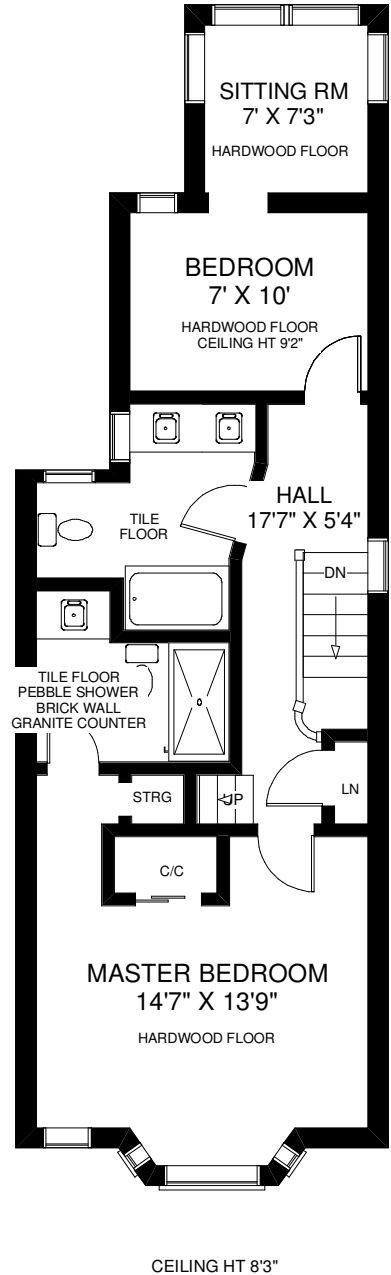 SITTING RM
7' X 7'3"
HARDWOOD FLOOR
BEDROOM
7' X 10'
HARDWOOD FLOOR
CEILING HT 9'2"
HALL
17'7" X 5'4"
TILE
FLOOR
DN
TILE FLOOR
PEBBLE SHOWER
BRICK WALL
GRANITE COUNTER
STRG
UP
LN
C/C
MASTER BEDROOM
14'7" X 13'9"
HARDWOOD FLOOR
CEILING HT 8'3"